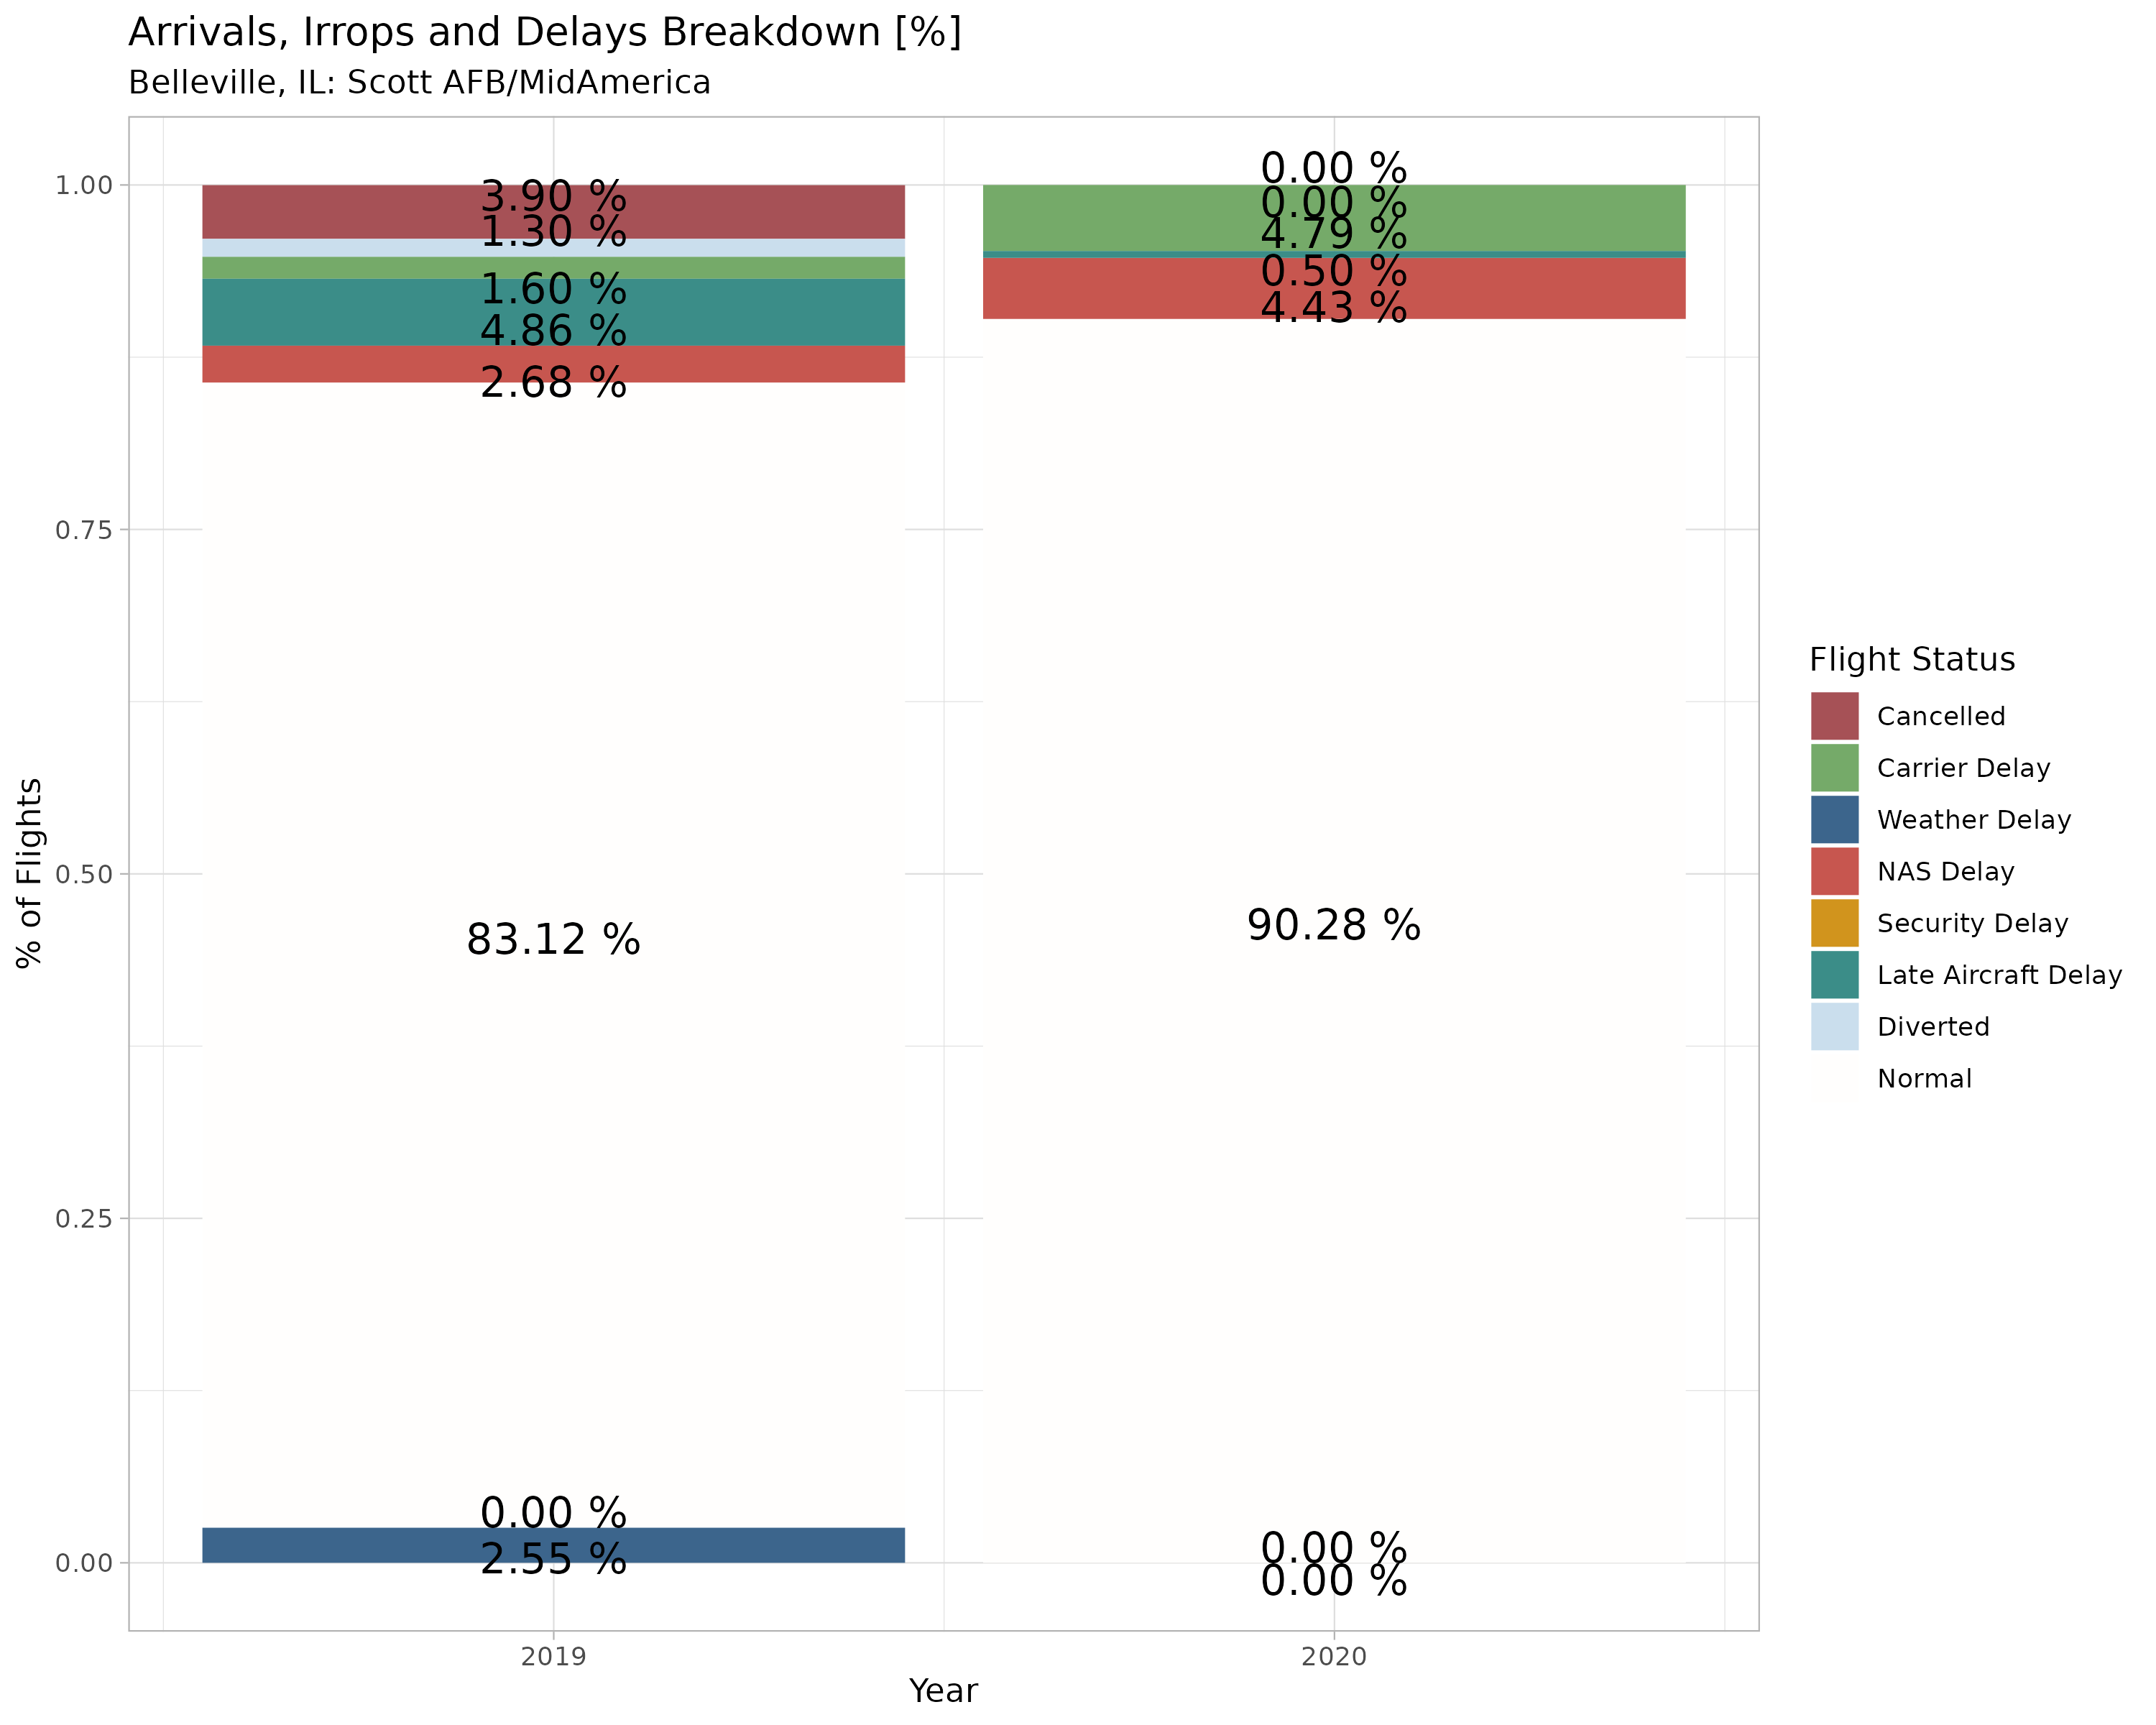 Arrivals, Irrops and Delays Breakdown [%]
Belleville, IL: Scott AFB/MidAmerica
% of Flights
1.00
0.75
0.50
0.25
0.00
3.90 %
1.30 %
1.60 %
4.86 %
2.68 %
83.12 %
0.00 %
2.55 %
0.00 %
0.00 %
4.79 %
0.50 %
4.43 %
90.28 %
0.00 %
0.00 %
2019
2020
Year
Flight Status
Cancelled
Carrier Delay
Weather Delay
NAS Delay
Security Delay
Late Aircraft Delay
Diverted
Normal